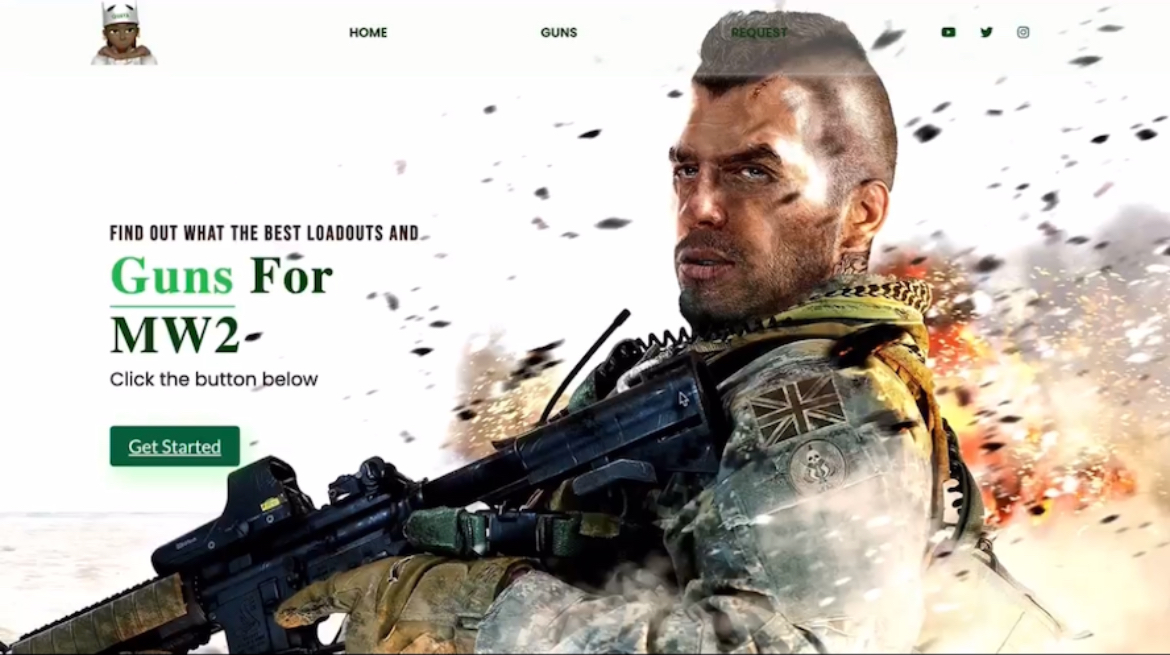 HOME
GUNS
REQUEST
FIND OUT WHAT THE BEST LOADOUTS AND
Guns For
MW2
Click the button below
Get Started